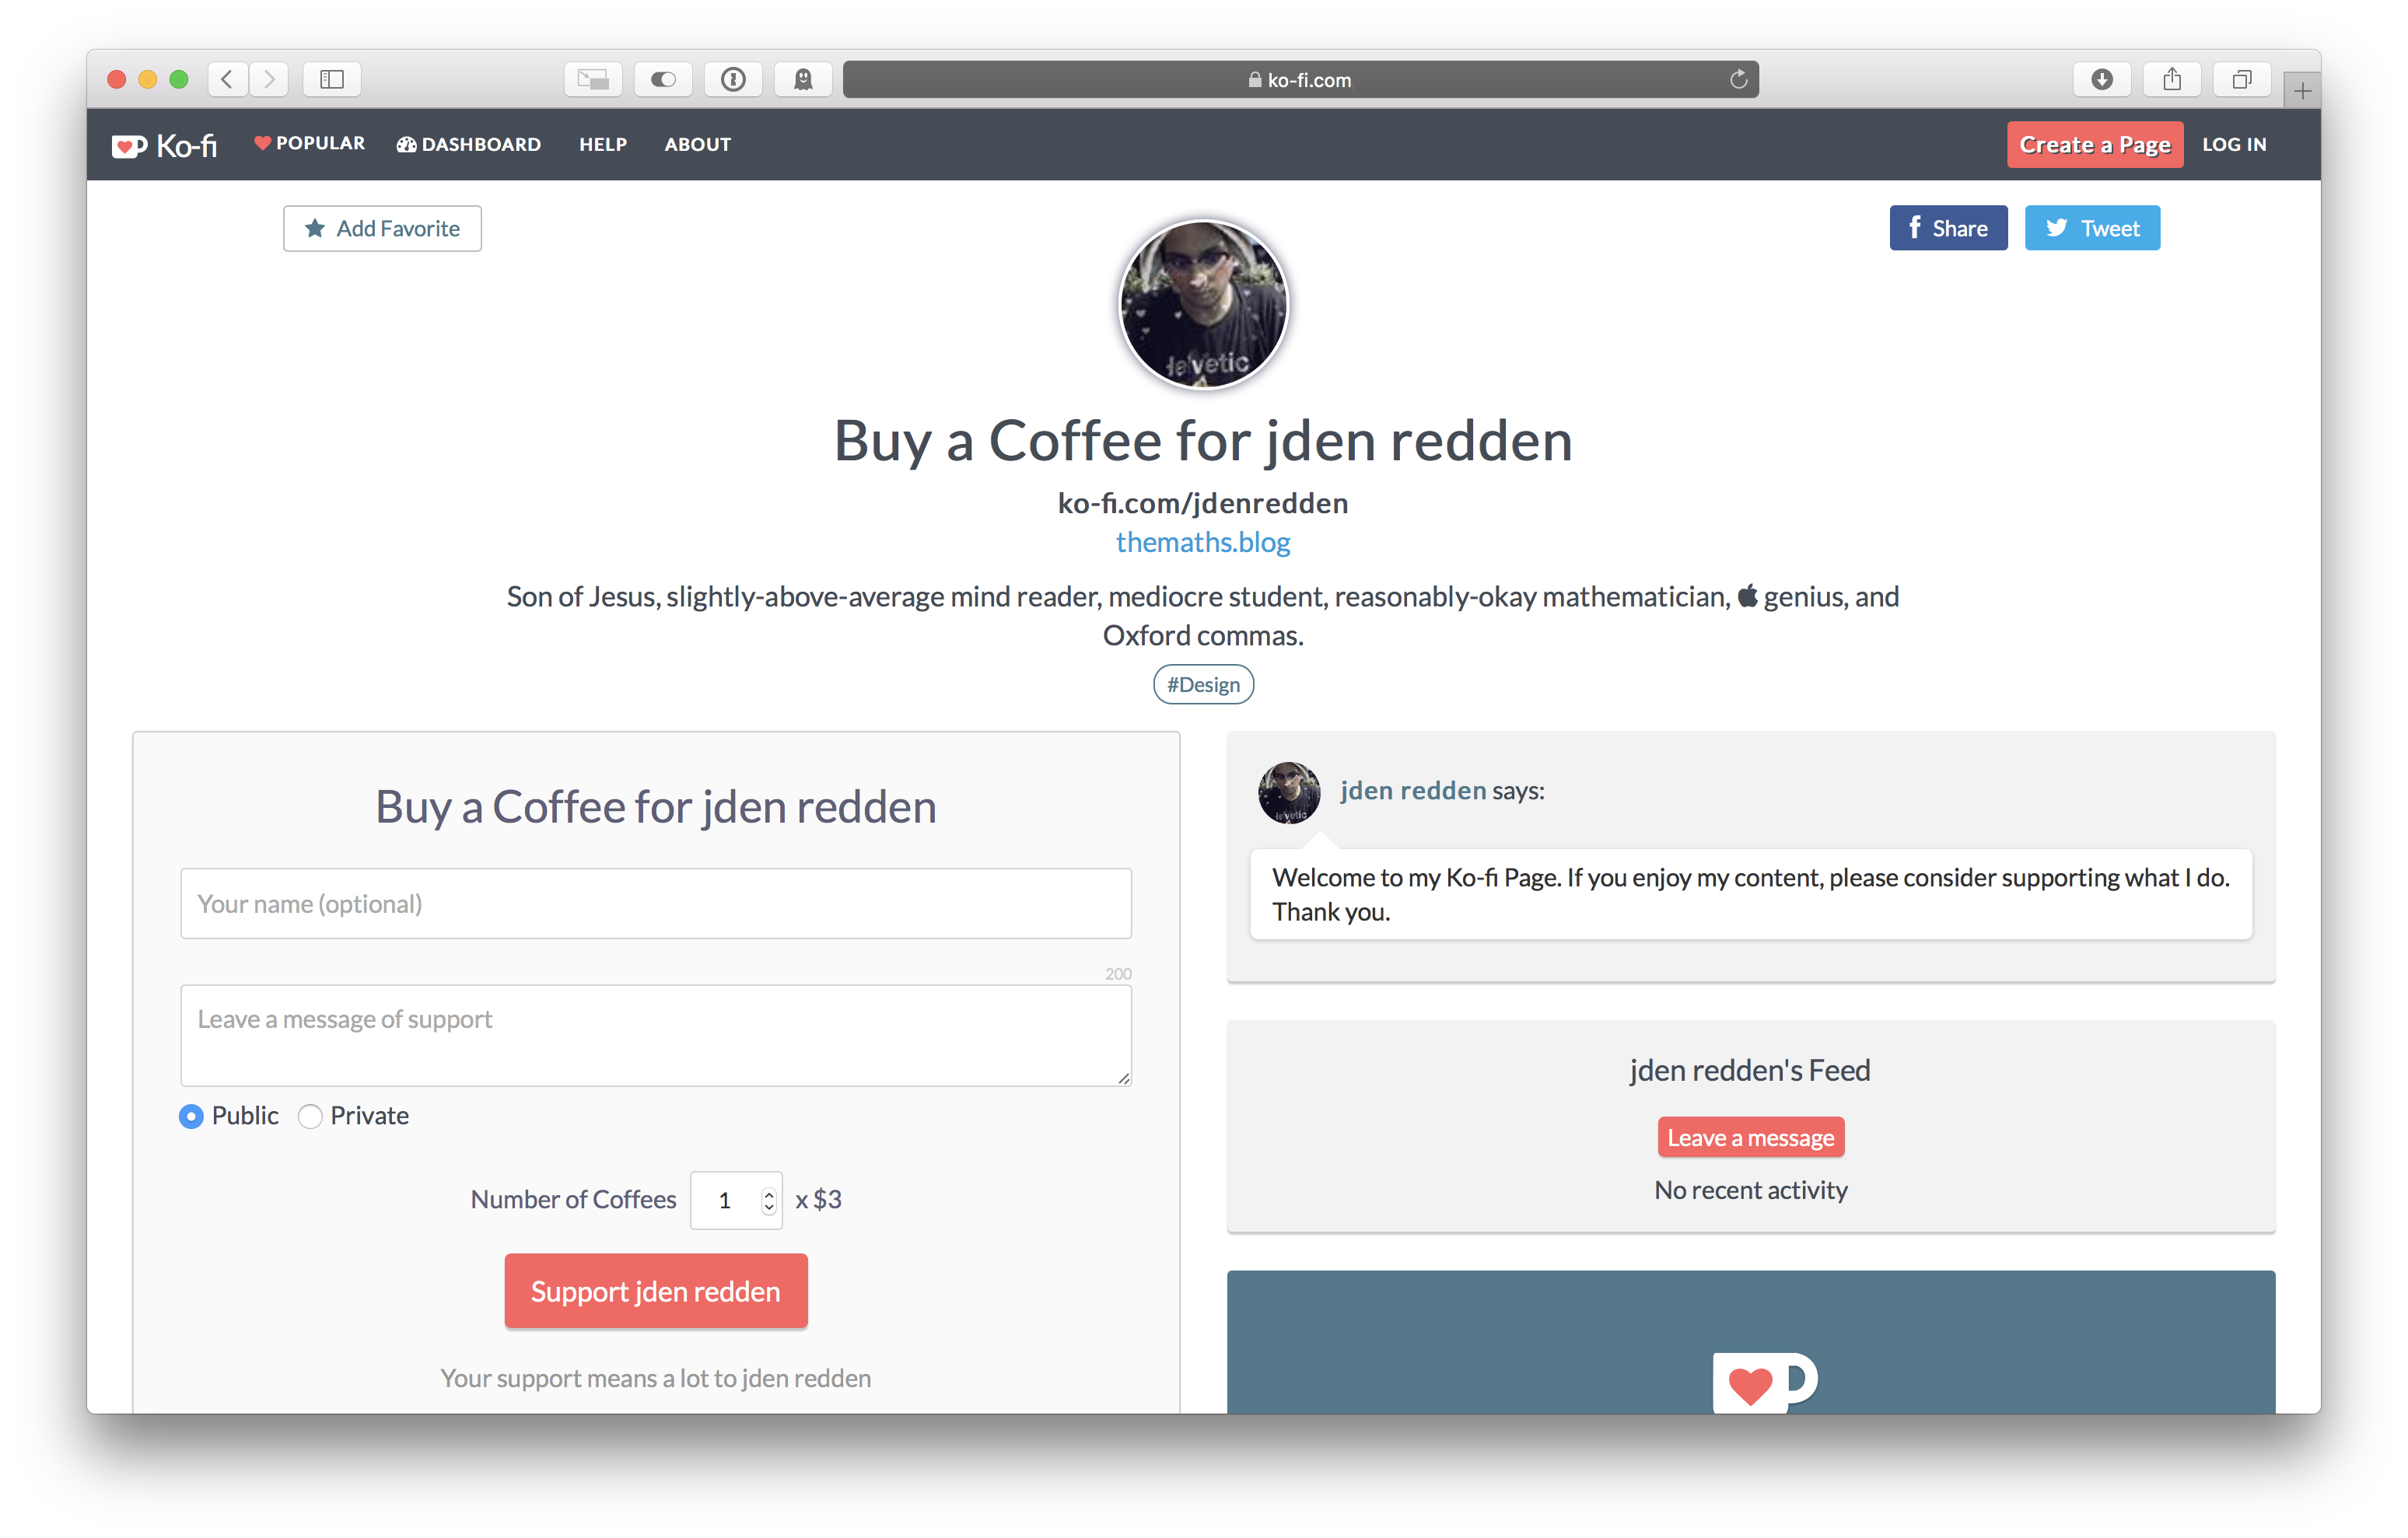 ko-fi.com
Ko-fi
POPULAR
DASHBOARD
HELP
ABOUT
Create a Page
LOG IN
Add Favorite
Share
Tweet
Helvetic
Buy a Coffee for jden redden
ko-fi.com/jdenredden
themaths.blog
Son of Jesus, slightly-above-average mind reader, mediocre student, reasonably-okay mathematician,  genius, and
Oxford commas.
#Design
Buy a Coffee for jden redden
Your name (optional)
200
Leave a message of support
Public
Private
Number of Coffees 1 x $3
Support jden redden
Your support means a lot to jden redden
jden redden says:
Welcome to my Ko-fi Page. If you enjoy my content, please consider supporting what I do.
Thank you.
jden redden's Feed
Leave a message
No recent activity